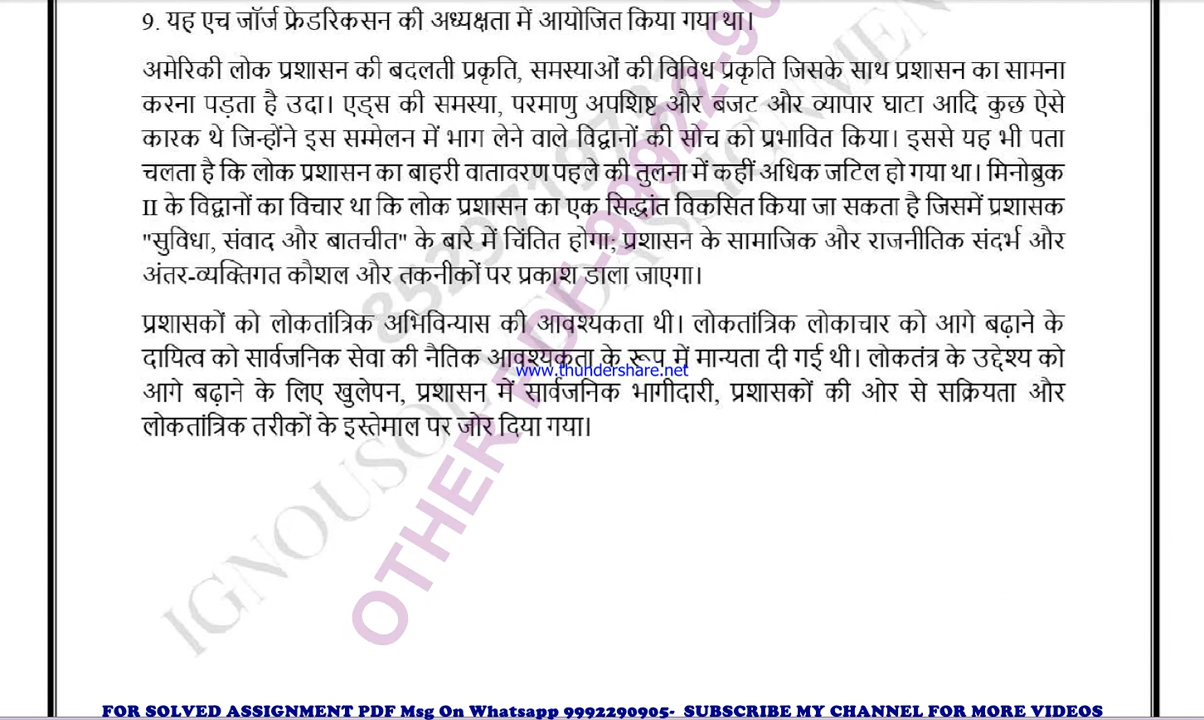 9. यह एच जॉर्ज फ्रेडरिकसन की अध्यक्षता में आयोजित किया गया था।
अमेरिकी लोक प्रशासन की बदलती प्रकृति, समस्याओं की विविध प्रकृति जिसके साथ प्रशासन का सामना
करना पड़ता है उदा। एड्स की समस्या, परमाणु अपशिष्ट और बजट और व्यापार घाटा आदि कुछ ऐसे
कारक थे जिन्होंने इस सम्मेलन में भाग लेने वाले विद्वानों की सोच को प्रभावित किया। इससे यह भी पता
चलता है कि लोक प्रशासन का बाहरी वातावरण पहले की तुलना में कहीं अधिक जटिल हो गया था। मिनोब्रुक
II के विद्वानों का विचार था कि लोक प्रशासन का एक सिद्धांत विकसित किया जा सकता है जिसमें प्रशासक
"सुविधा, संवाद और बातचीत" के बारे में चिंतित होगा; प्रशासन के सामाजिक और राजनीतिक संदर्भ और
अंतर-व्यक्तिगत कौशल और तकनीकों पर प्रकाश डाला जाएगा।
प्रशासकों को लोकतांत्रिक अभिविन्यास की आवश्यकता थी। लोकतांत्रिक लोकाचार को आगे बढ़ाने के
दायित्व को सार्वजनिक सेवा की नैतिक आवश्यकता के रूप में मान्यता दी गई थी। लोकतंत्र के उद्देश्य को
www.thundershare.net
आगे बढ़ाने के लिए खुलेपन, प्रशासन में सार्वजनिक भागीदारी, प्रशासकों की ओर से सक्रियता और
लोकतांत्रिक तरीकों के इस्तेमाल पर जोर दिया गया।
OTHER PDF-99922-90
FOR SOLVED ASSIGNMENT PDF Msg On Whatsapp 9992290905- SUBSCRIBE MY CHANNEL FOR MORE VIDEOS